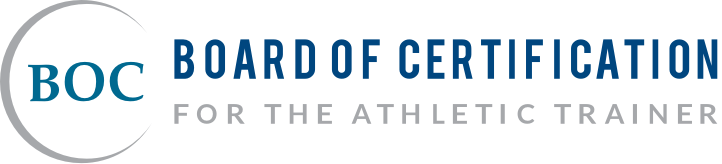 BOC
BOARD OF CERTIFICATION
FOR THE ATHLETIC TRAINER